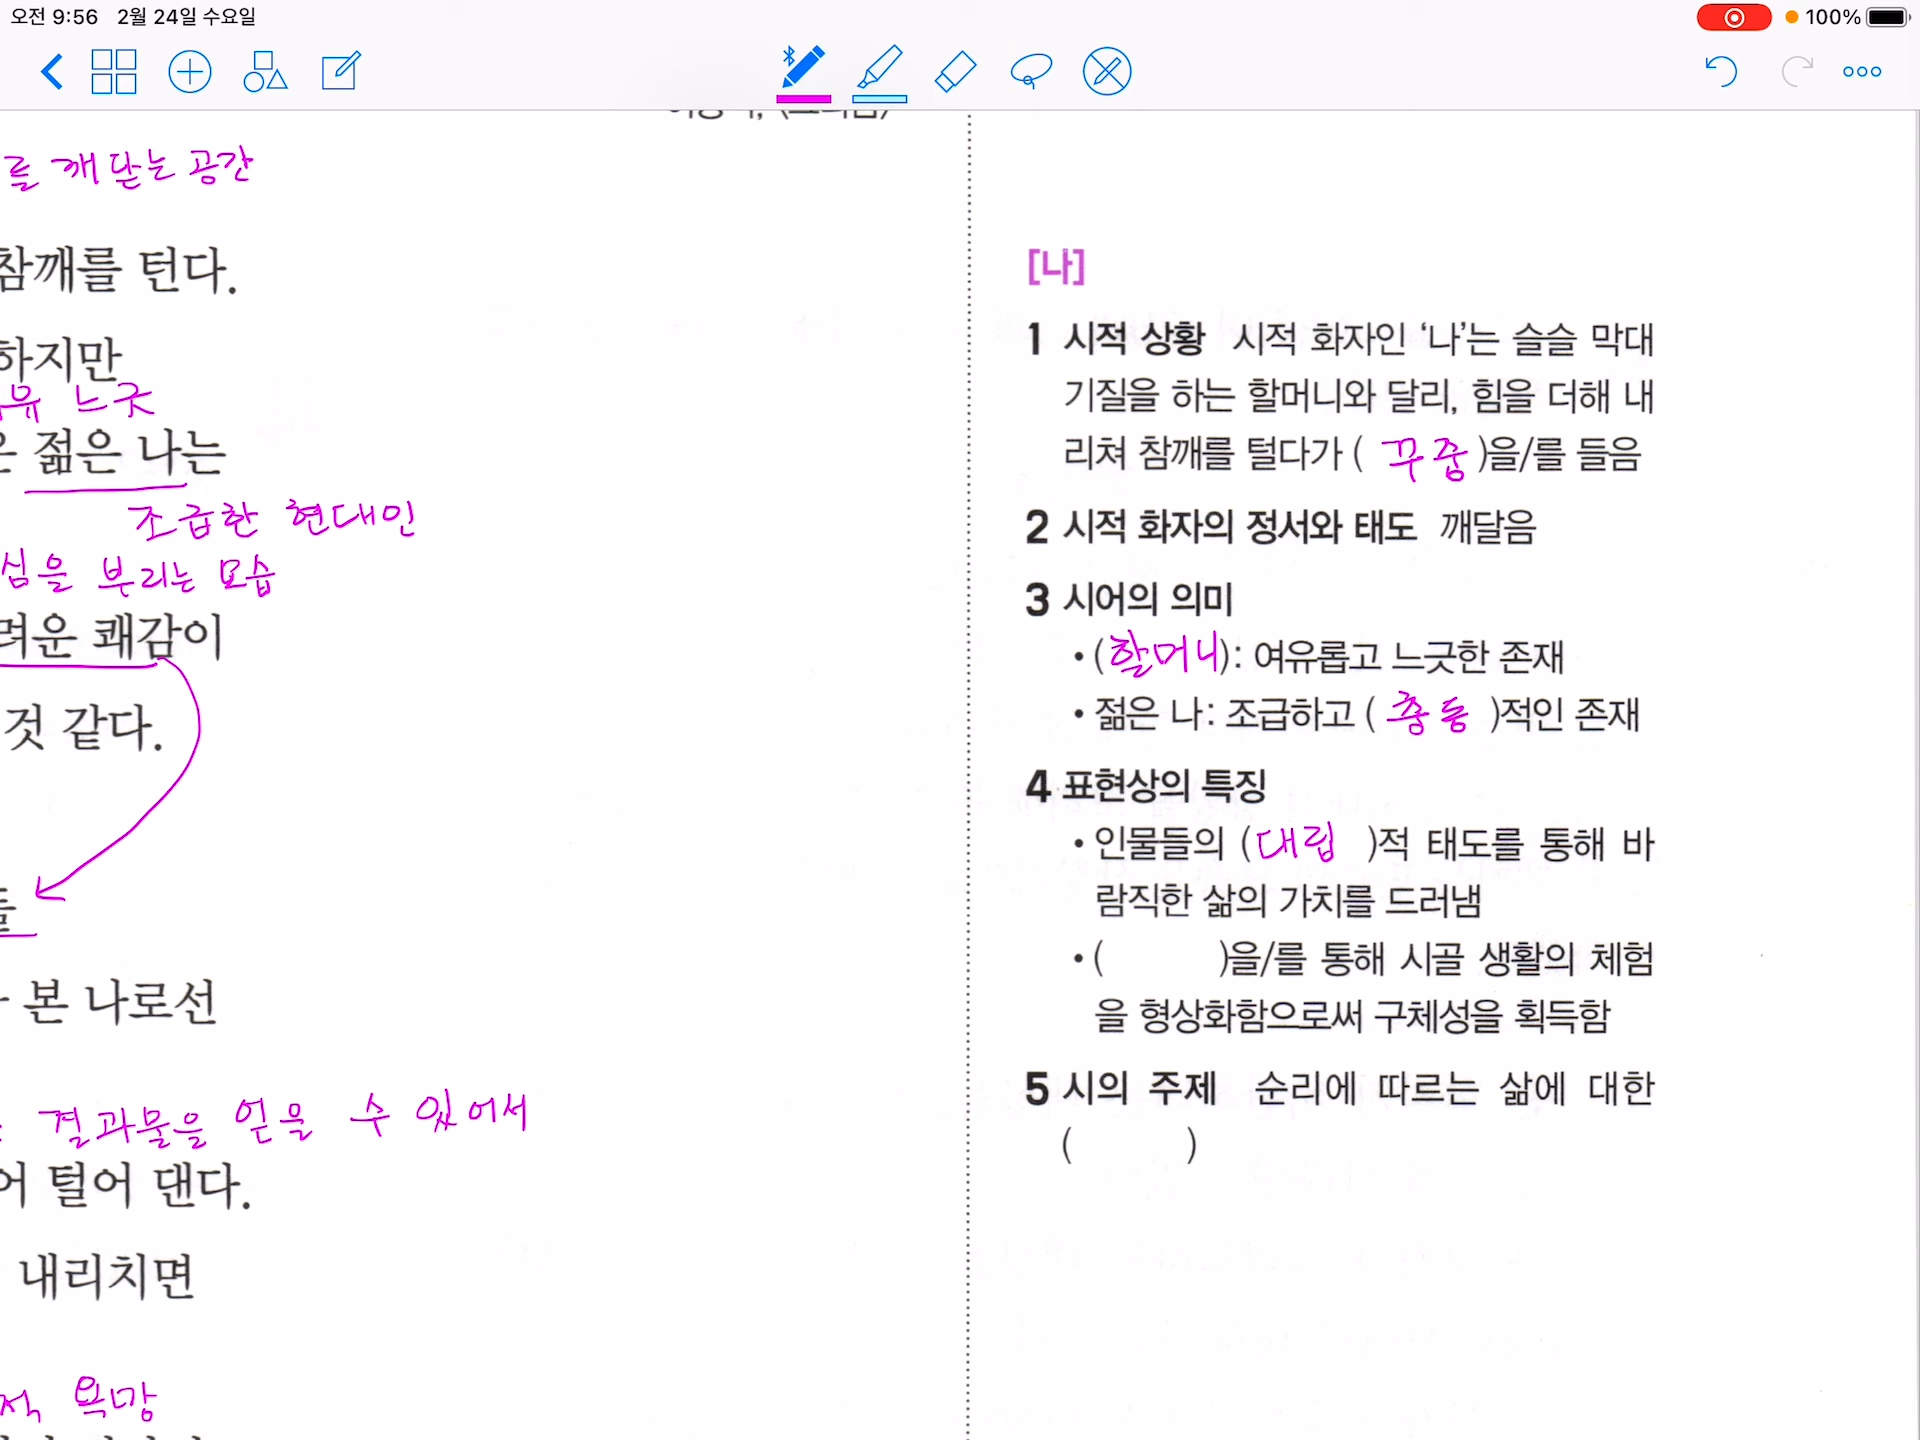 오전 9:56 2월 24일 수요일
100%
를 깨닫는 공간
참깨를 턴다.
하지만
느긋
젊은 나는
조급한 현대인
심을 부리는 모습
려운 쾌감이
것 같다.
들
본 나로선
결과물을 얻을 수 있어서
어 털어 댄다.
내리치면
적 욕망
[나]
1 시적 상황 시적 화자인 ‘나’는 슬슬 막대
기질을 하는 할머니와 달리, 힘을 더해 내
리쳐 참깨를 털다가 ( 꾸중 )을/를 들음
2 시적 화자의 정서와 태도 깨달음
3 시어의 의미
• (할머니): 여유롭고 느긋한 존재
• 젊은 나: 조급하고 ( 충동 )적인 존재
4 표현상의 특징
• 인물들의 (대립 )적 태도를 통해 바
람직한 삶의 가치를 드러냄
• ( )을/를 통해 시골 생활의 체험
을 형상화함으로써 구체성을 획득함
5 시의 주제 순리에 따르는 삶에 대한
( )